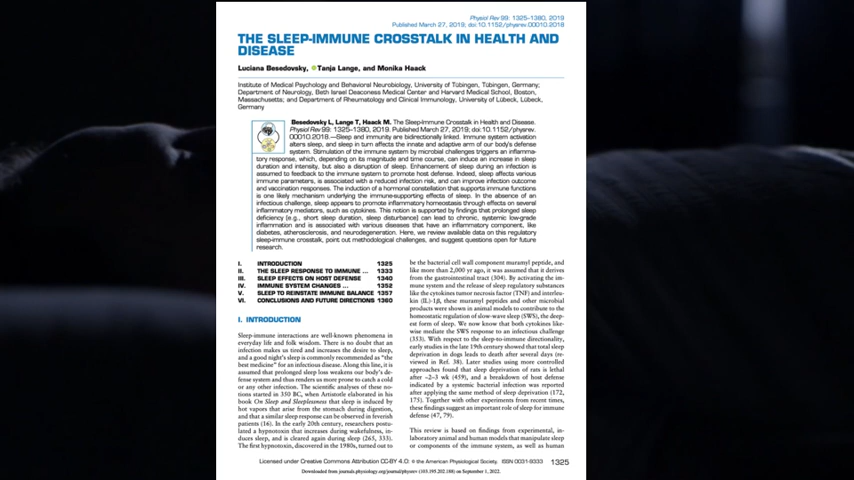 Physiol Rev 99: 1325–1380, 2019
Published March 27, 2019; doi:10.1152/physrev.00010.2018
THE SLEEP-IMMUNE CROSSTALK IN HEALTH AND
DISEASE
Luciana Besedovsky, Tanja Lange, and Monika Haack
Institute of Medical Psychology and Behavioral Neurobiology, University of Tübingen, Tübingen, Germany;
Department of Neurology, Beth Israel Deaconess Medical Center and Harvard Medical School, Boston,
Massachusetts; and Department of Rheumatology and Clinical Immunology, University of Lübeck, Lübeck,
Germany
Besedovsky L, Lange T, Haack M. The Sleep-Immune Crosstalk in Health and Disease.
Physiol Rev 99: 1325–1380, 2019. Published March 27, 2019; doi:10.1152/physrev.
00010.2018.—Sleep and immunity are bidirectionally linked. Immune system activation
alters sleep, and sleep in turn affects the innate and adaptive arm of our body's defense
system. Stimulation of the immune system by microbial challenges triggers an inflamma-
tory response, which, depending on its magnitude and time course, can induce an increase in sleep
duration and intensity, but also a disruption of sleep. Enhancement of sleep during an infection is
assumed to feedback to the immune system to promote host defense. Indeed, sleep affects various
immune parameters, is associated with a reduced infection risk, and can improve infection outcome
and vaccination responses. The induction of a hormonal constellation that supports immune functions
is one likely mechanism underlying the immune-supporting effects of sleep. In the absence of an
infectious challenge, sleep appears to promote inflammatory homeostasis through effects on several
inflammatory mediators, such as cytokines. This notion is supported by findings that prolonged sleep
deficiency (e.g., short sleep duration, sleep disturbance) can lead to chronic, systemic low-grade
inflammation and is associated with various diseases that have an inflammatory component, like
diabetes, atherosclerosis, and neurodegeneration. Here, we review available data on this regulatory
sleep-immune crosstalk, point out methodological challenges, and suggest questions open for future
research.
I. INTRODUCTION 1325
II. THE SLEEP RESPONSE TO IMMUNE ... 1333
III. SLEEP EFFECTS ON HOST DEFENSE 1340
IV. IMMUNE SYSTEM CHANGES ... 1352
V. SLEEP TO REINSTATE IMMUNE BALANCE 1357
VI. CONCLUSIONS AND FUTURE DIRECTIONS 1360
I. INTRODUCTION
Sleep-immune interactions are well-known phenomena in
everyday life and folk wisdom. There is no doubt that an
infection makes us tired and increases the desire to sleep,
and a good night's sleep is commonly recommended as "the
best medicine" for an infectious disease. Along this line, it is
assumed that prolonged sleep loss weakens our body's de-
fense system and thus renders us more prone to catch a cold
or any other infection. The scientific analyses of these no-
tions started in 350 BC, when Artistotle elaborated in his
book On Sleep and Sleeplessness that sleep is induced by
hot vapors that arise from the stomach during digestion,
and that a similar sleep response can be observed in feverish
patients (16). In the early 20th century, researchers postu-
lated a hypnotoxin that increases during wakefulness, in-
duces sleep, and is cleared again during sleep (265, 333).
The first hypnotoxin, discovered in the 1980s, turned out to
be the bacterial cell wall component muramyl peptide, and
like more than 2,000 yr ago, it was assumed that it derives
from the gastrointestinal tract (304). By activating the im-
mune system and the release of sleep regulatory substances
like the cytokines tumor necrosis factor (TNF) and interleu-
kin (IL)-1β, these muramyl peptides and other microbial
products were shown in animal models to contribute to the
homeostatic regulation of slow-wave sleep (SWS), the deep-
est form of sleep. We now know that both cytokines like-
wise mediate the SWS response to an infectious challenge
(353). With respect to the sleep-to-immune directionality,
early studies in the late 19th century showed that total sleep
deprivation in dogs leads to death after several days (re-
viewed in Ref. 38). Later studies using more controlled
approaches found that sleep deprivation of rats is lethal
after ~2–3 wk (459), and a breakdown of host defense
indicated by a systemic bacterial infection was reported
after applying the same method of sleep deprivation (172,
175). Together with other experiments from recent times,
these findings suggest an important role of sleep for immune
defense (47, 79).
This review is based on findings from experimental, in-
laboratory animal and human models that manipulate sleep
or components of the immune system, as well as human
Licensed under Creative Commons Attribution CC-BY 4.0: © the American Physiological Society. ISSN 0031-9333 1325
Downloaded from journals.physiology.org/journal/physrev (103.195.202.188) on September 1, 2022.